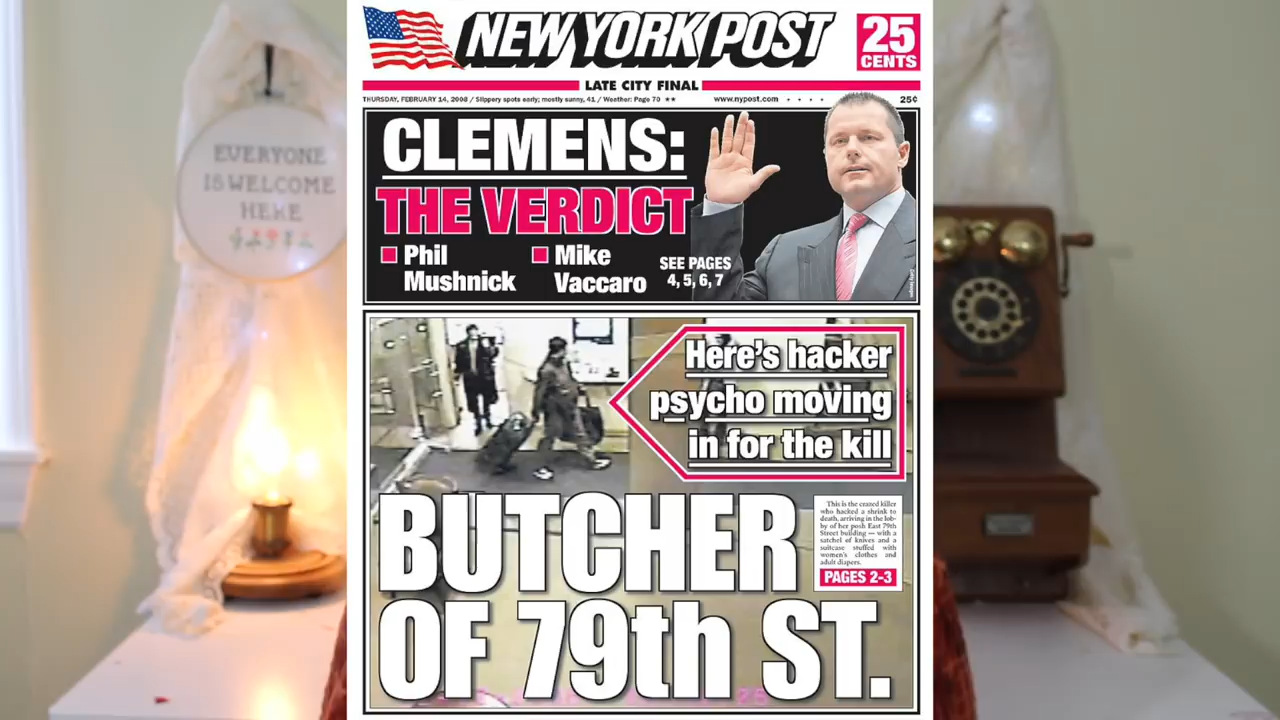 EVERYONE
IS WELCOME
HERE
NEW YORK POST
25
CENTS
LATE CITY FINAL
THURSDAY, FEBRUARY 14, 2008 / Slippery spots early; mostly sunny, 41 / Weather: Page 70 ★★
www.nypost.com
25¢
CLEMENS:
THE VERDICT
Phil
Mushnick
Mike
Vaccaro
SEE PAGES
4, 5, 6, 7
Getty Images
Here's hacker
psycho moving
in for the kill
BUTCHER
OF 79th ST.
This is the crazed killer
who hacked a shrink to
death, arriving in the lob-
by of her posh East 79th
Street building — with a
satchel of knives and a
suitcase stuffed with
women's clothes and
adult diapers.
PAGES 2-3